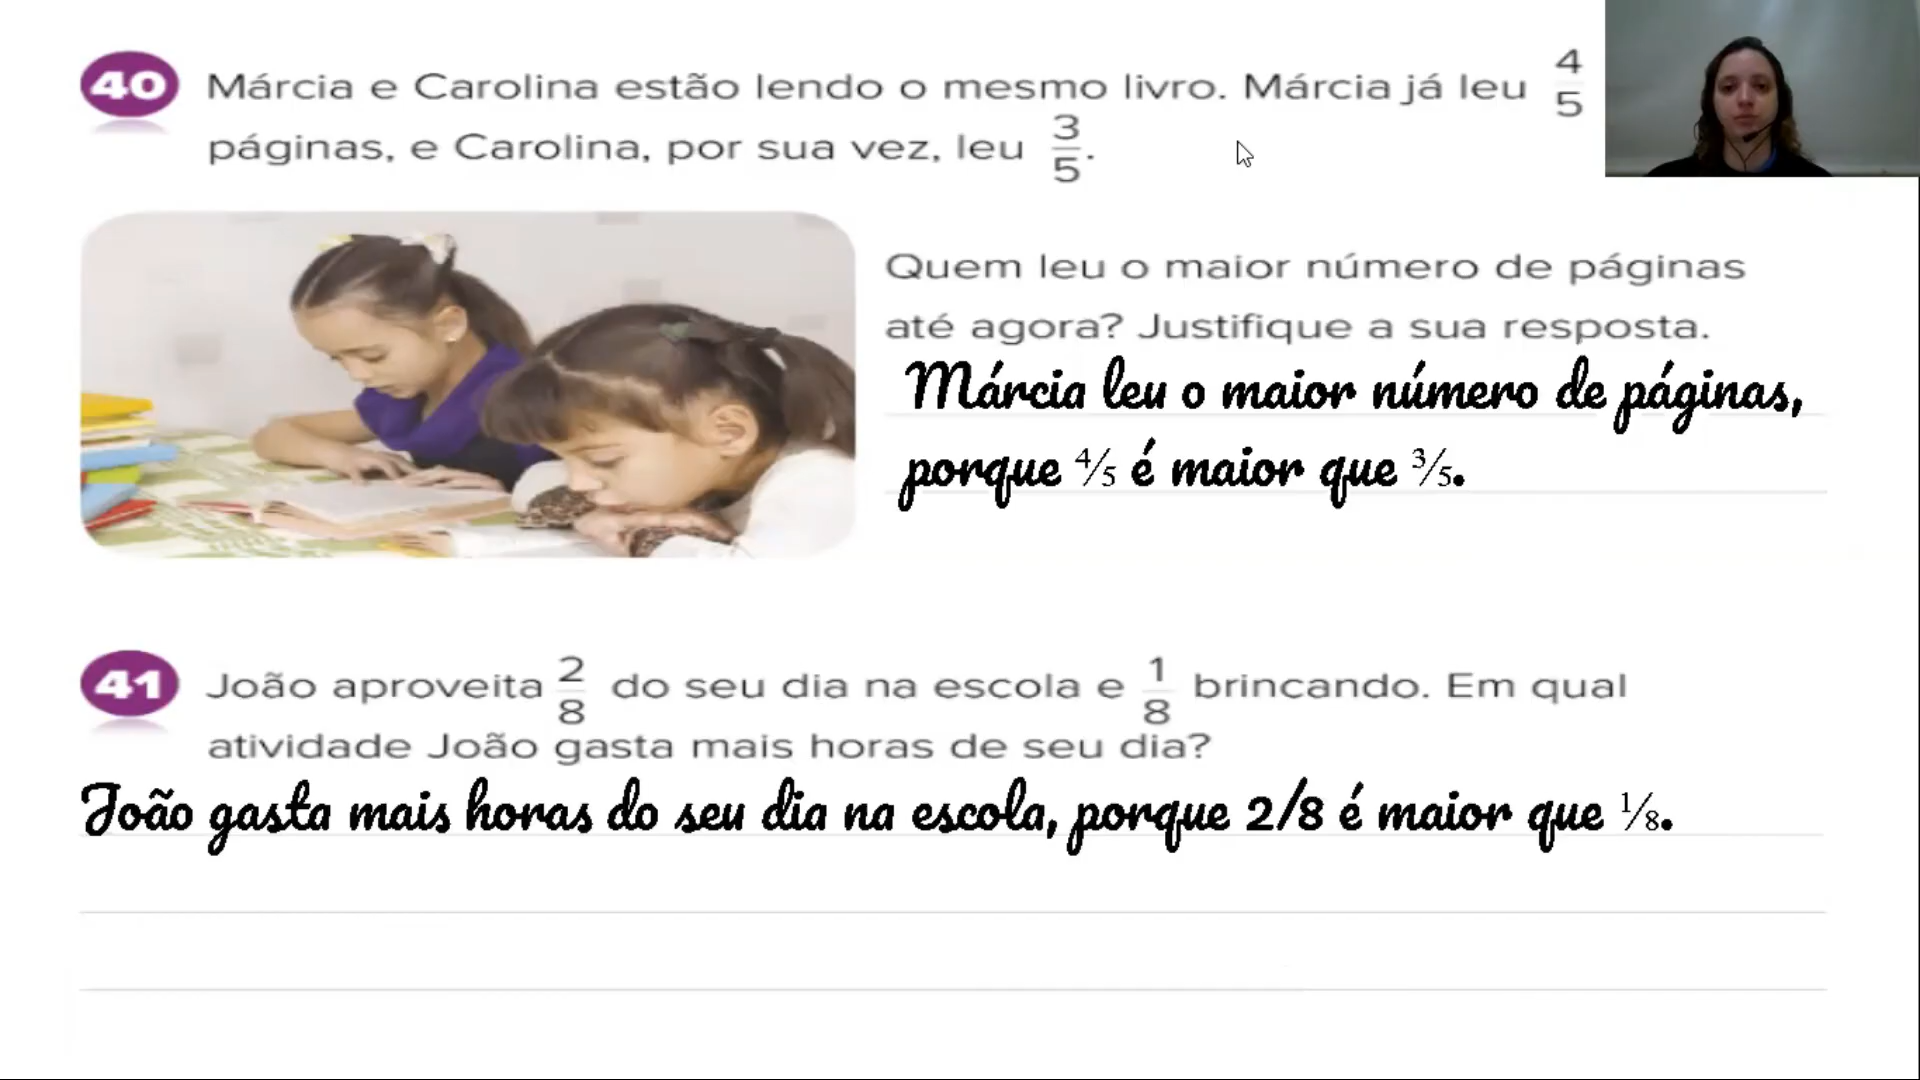 40 Márcia e Carolina estão lendo o mesmo livro. Márcia já leu 4/5
páginas, e Carolina, por sua vez, leu 3/5.
Quem leu o maior número de páginas
até agora? Justifique a sua resposta.
Márcia leu o maior número de páginas,
porque ⅘ é maior que ⅗.
41 João aproveita 2/8 do seu dia na escola e 1/8 brincando. Em qual
atividade João gasta mais horas de seu dia?
João gasta mais horas do seu dia na escola, porque 2/8 é maior que ⅛.